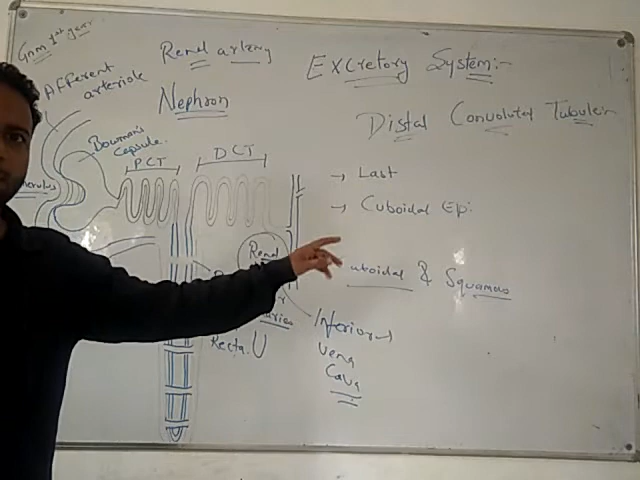 Gnm 1st year
Renal artery
Excretory System:-
Afferent
arteriole
Nephron
Distal Convoluted Tubule
Bowman's
Capsule.
PCT
DCT
→ Last
→ Cuboidal Epi
Renal
uboidal & Squamous
Inferior
Vena
Cava
Recta.